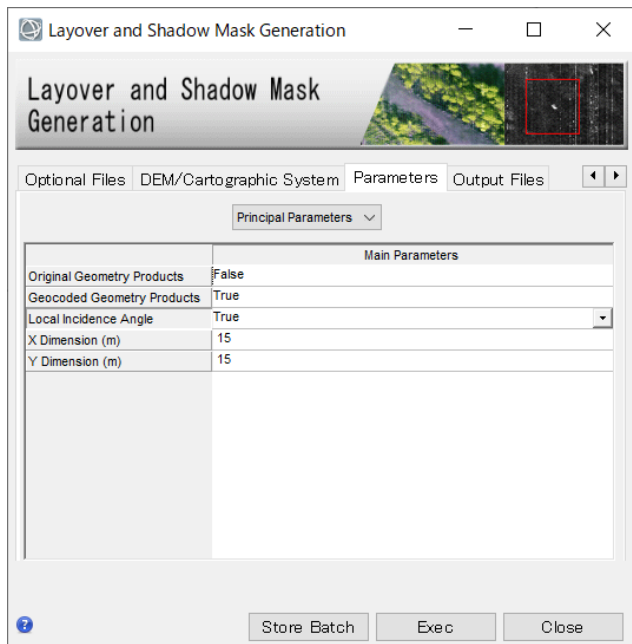 Layover and Shadow Mask Generation
Layover and Shadow Mask
Generation
Optional Files DEM/Cartographic System Parameters Output Files
Principal Parameters
Main Parameters
Original Geometry Products False
Geocoded Geometry Products True
Local Incidence Angle True
X Dimension (m) 15
Y Dimension (m) 15
? Store Batch Exec Close